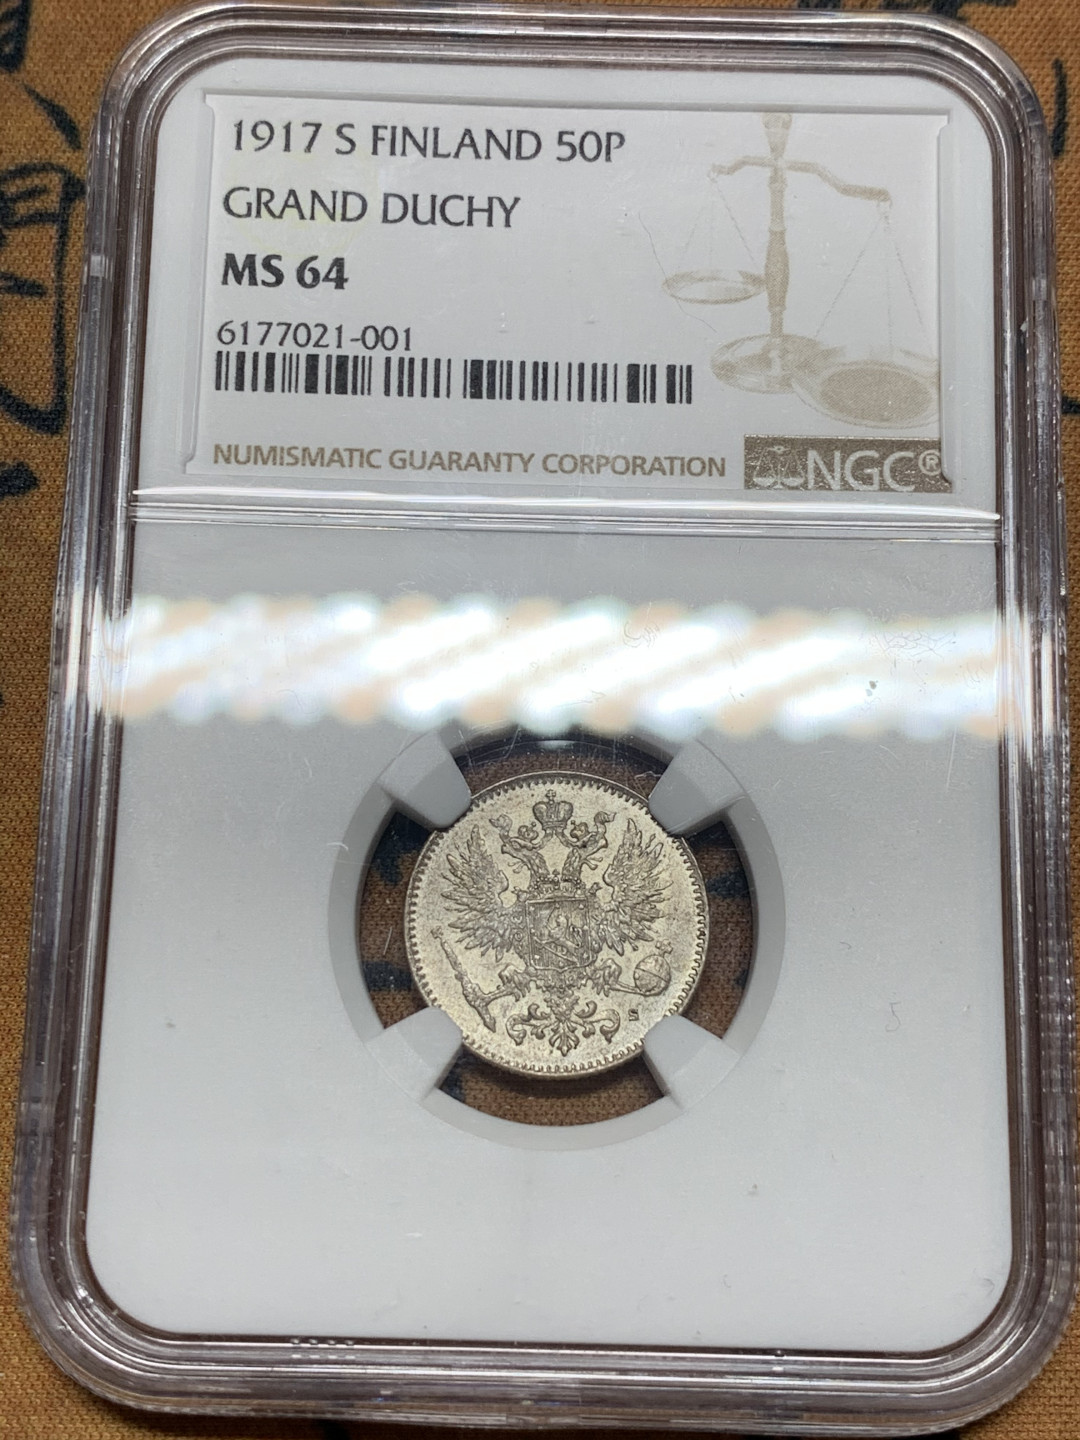 1917 S FINLAND 50P
GRAND DUCHY
MS 64
6177021-001
NUMISMATIC GUARANTY CORPORATION
NGC®
S